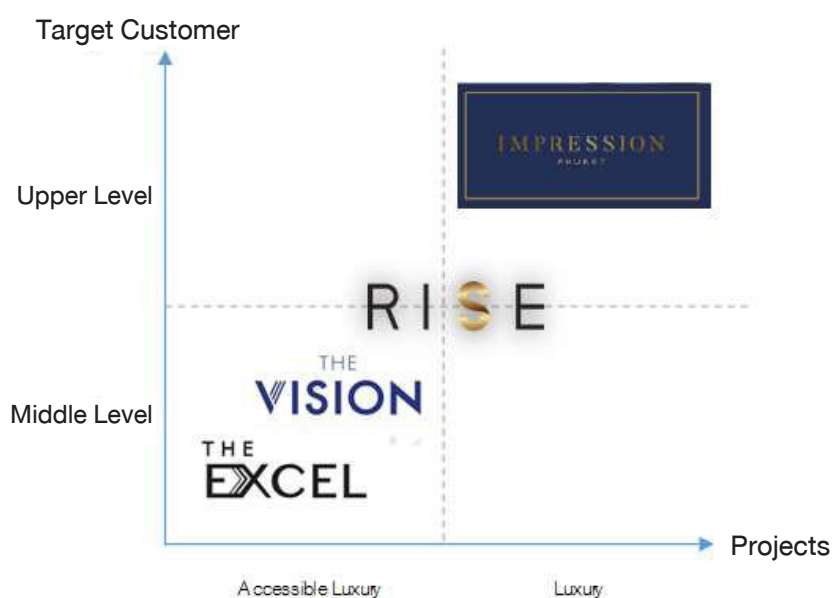 Target Customer
IMPRESSION
PHUKET
Upper Level
RISE
THE
VISION
Middle Level
THE
EXCEL
Projects
Accessible Luxury
Luxury